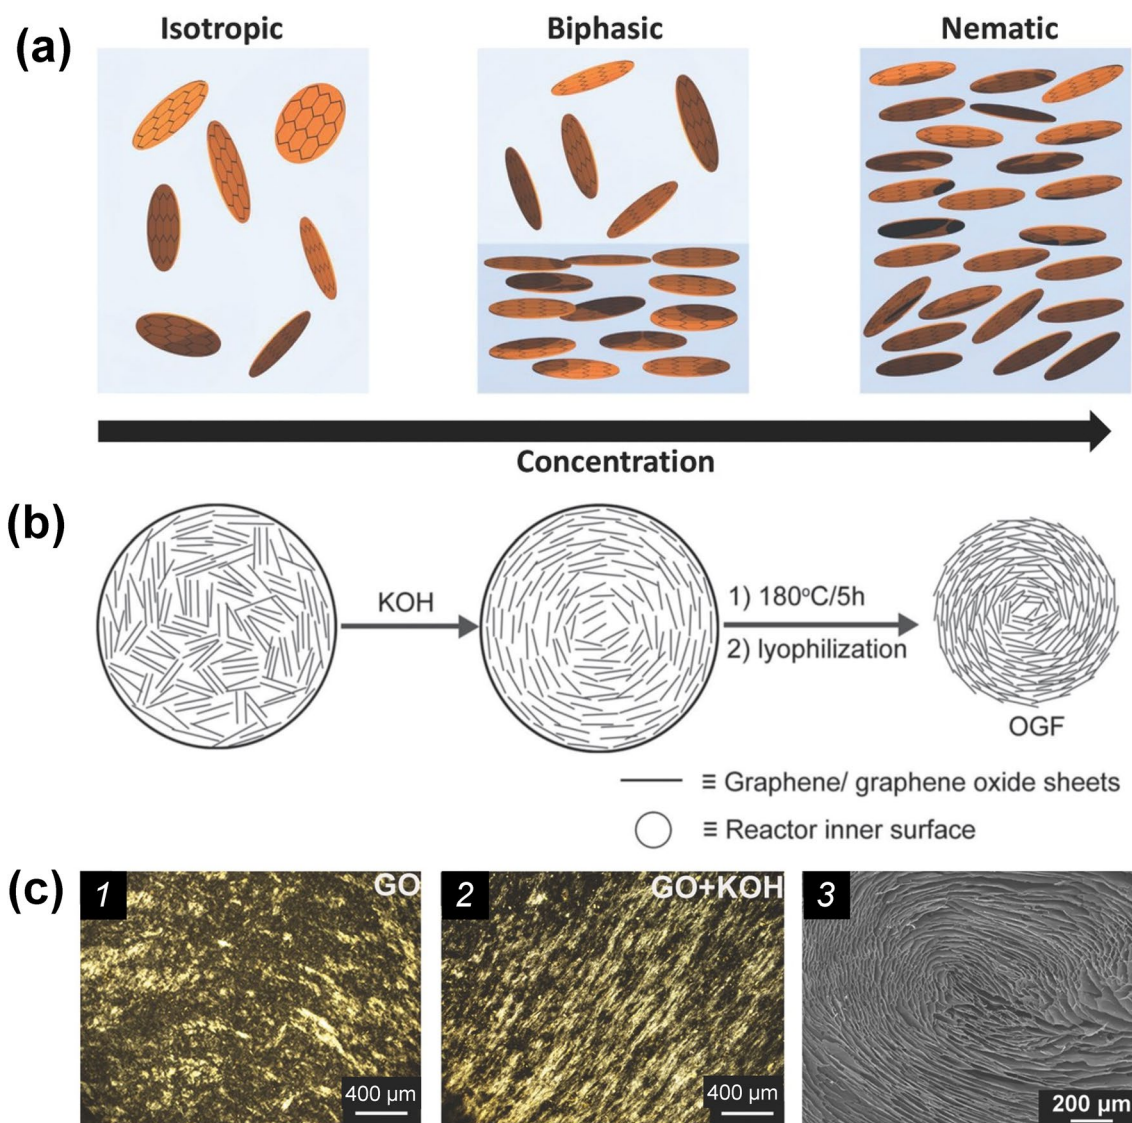 (a)
Isotropic
Biphasic
Nematic
Concentration
(b)
KOH
1) 180°C/5h
2) lyophilization
OGF
≡ Graphene/ graphene oxide sheets
≡ Reactor inner surface
(c)
1
GO
400 µm
2
GO+KOH
400 µm
3
200 µm